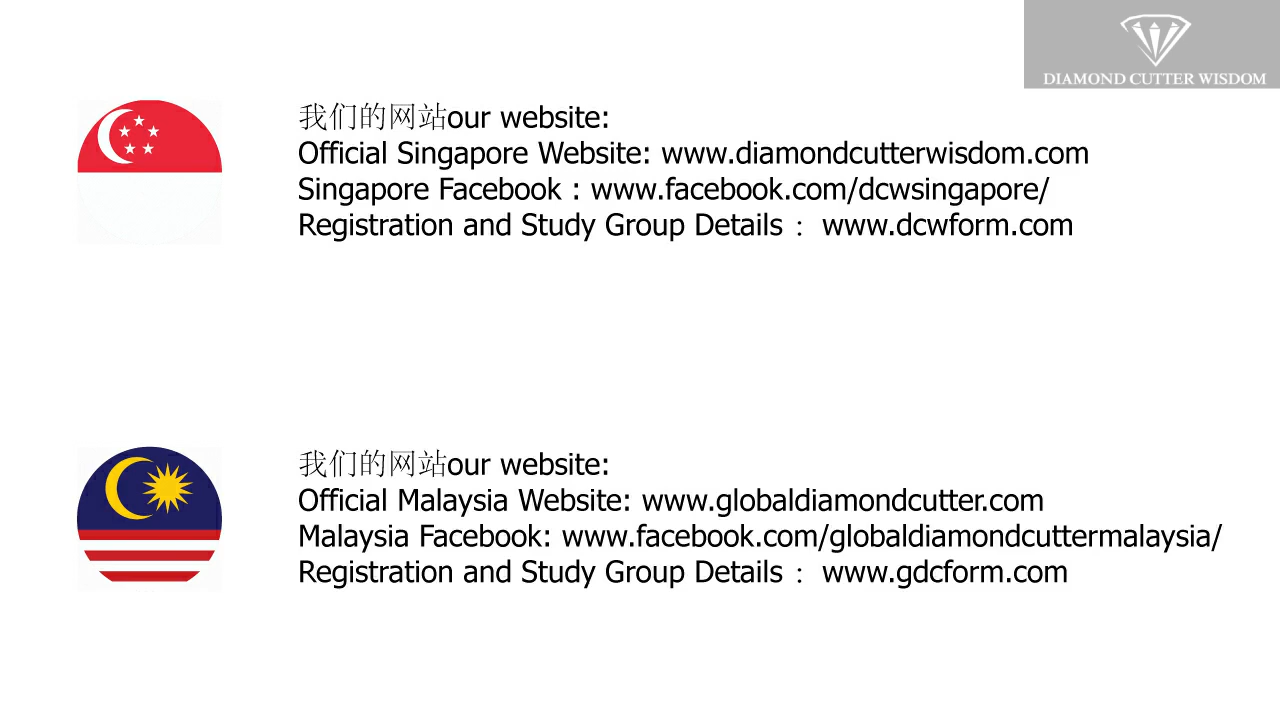 DIAMOND CUTTER WISDOM
我们的网站our website:
Official Singapore Website: www.diamondcutterwisdom.com
Singapore Facebook : www.facebook.com/dcwsingapore/
Registration and Study Group Details： www.dcwform.com
我们的网站our website:
Official Malaysia Website: www.globaldiamondcutter.com
Malaysia Facebook: www.facebook.com/globaldiamondcuttermalaysia/
Registration and Study Group Details： www.gdcform.com